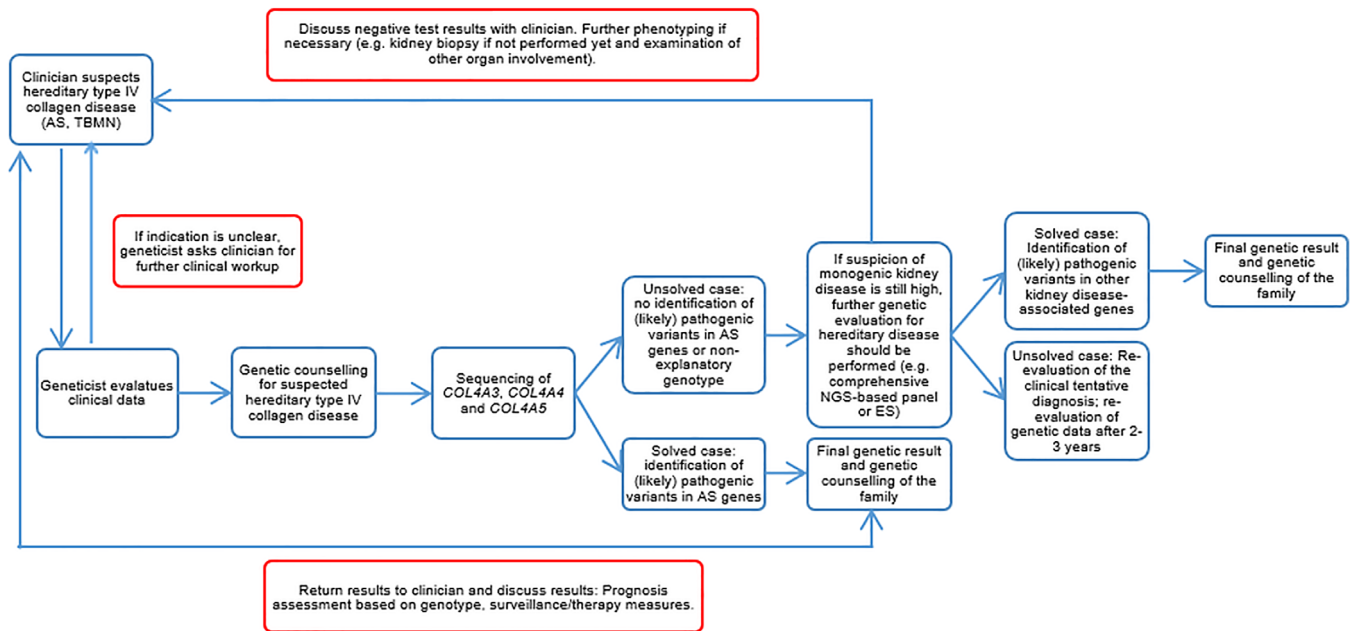 Discuss negative test results with clinician. Further phenotyping if
necessary (e.g. kidney biopsy if not performed yet and examination of
other organ involvement).
Clinician suspects
hereditary type IV
collagen disease
(AS, TBMN)
If indication is unclear,
geneticist asks clinician for
further clinical workup
Geneticist evalatues
clinical data
Genetic counselling
for suspected
hereditary type IV
collagen disease
Sequencing of
COL4A3, COL4A4
and COL4A5
Unsolved case:
no identification of
(likely) pathogenic
variants in AS
genes or non-
explanatory
genotype
Solved case:
identification of
(likely) pathogenic
variants in AS genes
If suspicion of
monogenic kidney
disease is still high,
further genetic
evaluation for
hereditary disease
should be
performed (e.g.
comprehensive
NGS-based panel
or ES)
Final genetic result
and genetic
counselling of the
family
Solved case:
Identification of
(likely) pathogenic
variants in other
kidney disease-
associated genes
Unsolved case: Re-
evaluation of the
clinical tentative
diagnosis; re-
evaluation of
genetic data after 2-
3 years
Final genetic result
and genetic
counselling of the
family
Return results to clinician and discuss results: Prognosis
assessment based on genotype, surveillance/therapy measures.